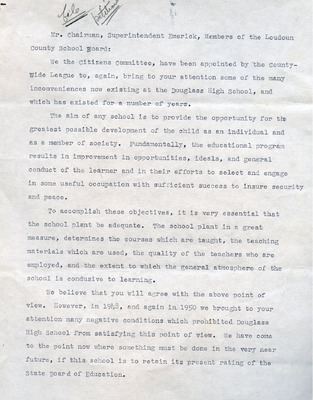 File
Mr. Chairman, Superintendent Emerick, Members of the Loudoun
County School Board:
We the Citizens Committee, have been appointed by the County-
Wide League to, again, bring to your attention some of the many
inconveniences now existing at the Douglass High School, and
which has existed for a number of years.
The aim of any school is to provide the opportunity for the
greatest possible development of the child as an individual and
as a member of society. Fundamentally, the educational program
results in improvement in opportunities, ideals, and general
conduct of the learner and in their efforts to select and engage
in some useful occupation with sufficient success to insure security
and peace.
To accomplish these objectives, it is very essential that
the school plant be adequate. The school plant in a great
measure, determines the courses which are taught, the teaching
materials which are used, the quality of the teachers who are
employed, and the extent to which the general atmosphere of the
school is condusive to learning.
We believe that you will agree with the above point of
view. However, in 1948, and again in 1950 we brought to your
attention many negative conditions which prohibited Douglass
High School from satisfying this point of view. We have come
to the point now where something must be done in the very near
future, if this school is to retain its present rating of the
State Board of Education.